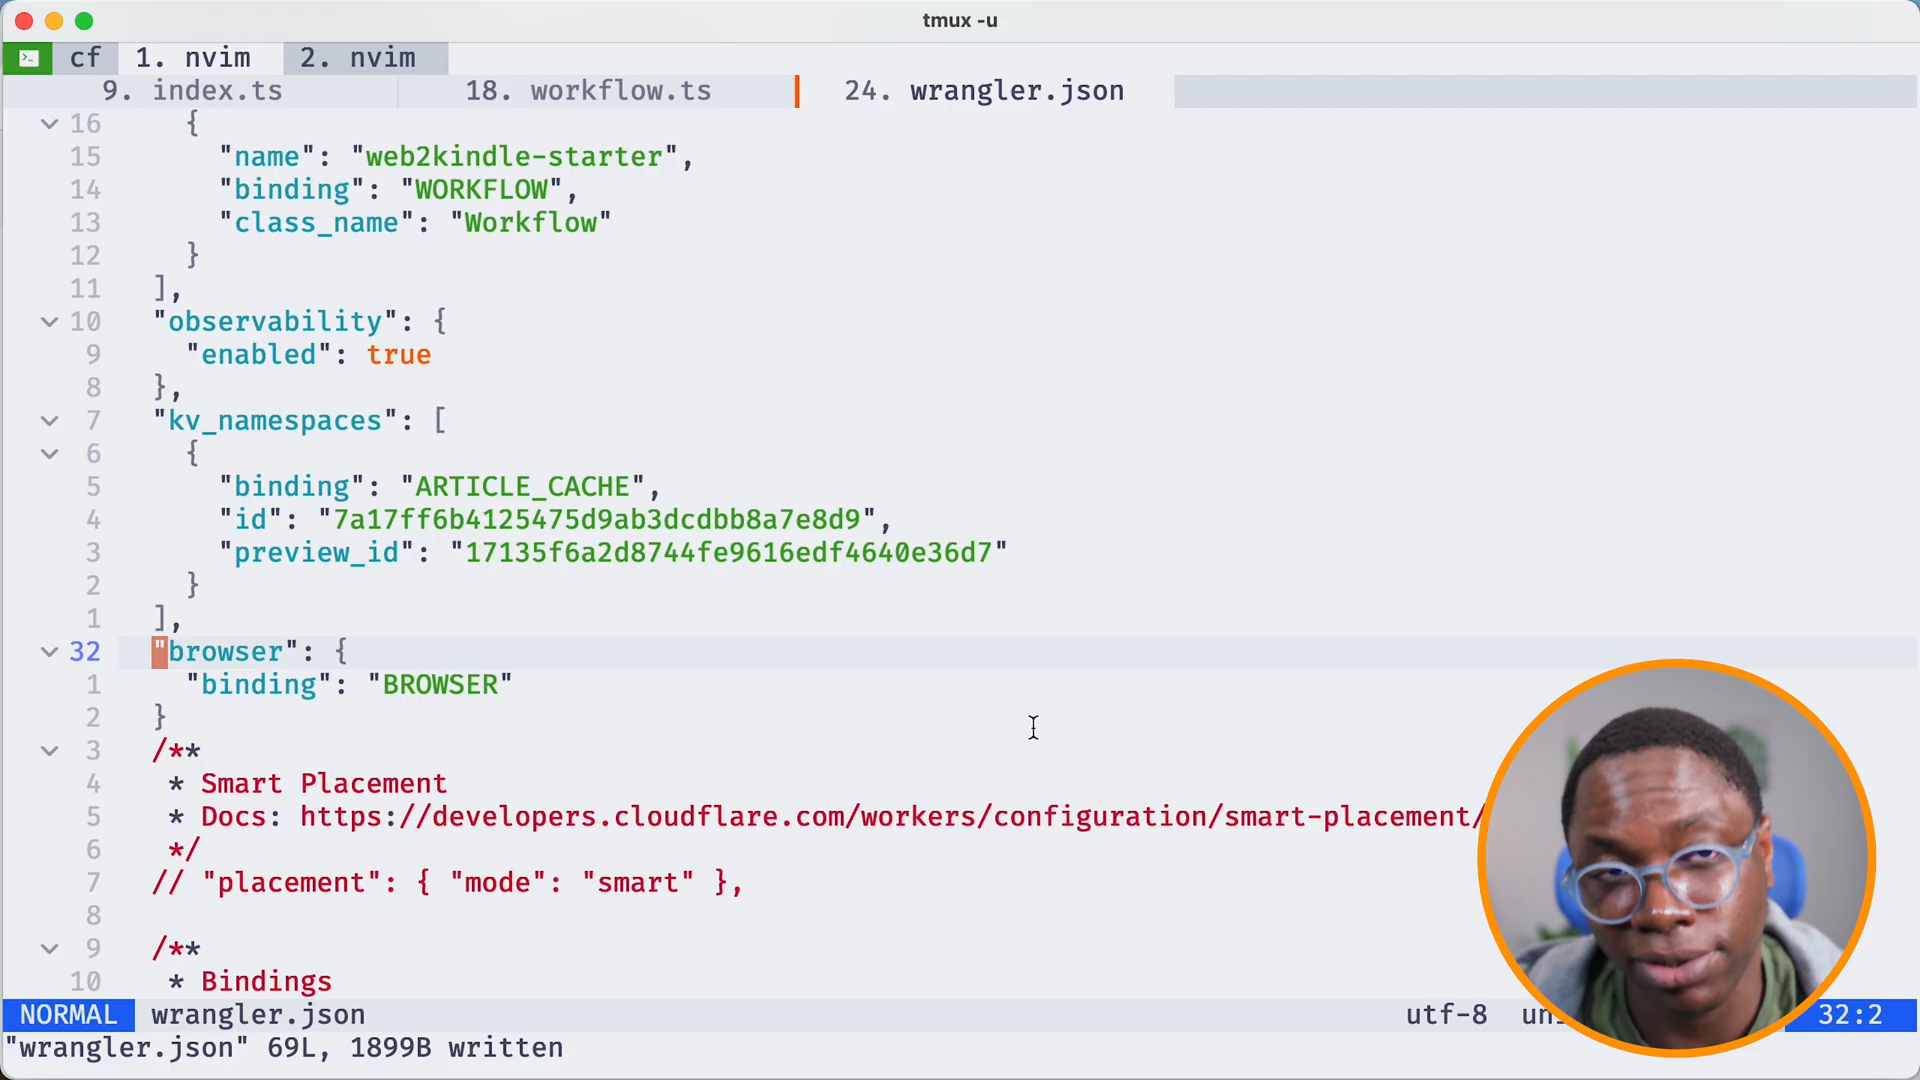 tmux -u
cf 1. nvim 2. nvim
9. index.ts 18. workflow.ts 24. wrangler.json
16 {
15 "name": "web2kindle-starter",
14 "binding": "WORKFLOW",
13 "class_name": "Workflow"
12 }
11 ],
10 "observability": {
9 "enabled": true
8 },
7 "kv_namespaces": [
6 {
5 "binding": "ARTICLE_CACHE",
4 "id": "7a17ff6b4125475d9ab3dcdbb8a7e8d9",
3 "preview_id": "17135f6a2d8744fe9616edf4640e36d7"
2 }
1 ],
32 "browser": {
1 "binding": "BROWSER"
2 }
3 /**
4 * Smart Placement
5 * Docs: https://developers.cloudflare.com/workers/configuration/smart-placement/
6 */
7 // "placement": { "mode": "smart" },
8
9 /**
10 * Bindings
NORMAL wrangler.json utf-8 32:2
"wrangler.json" 69L, 1899B written